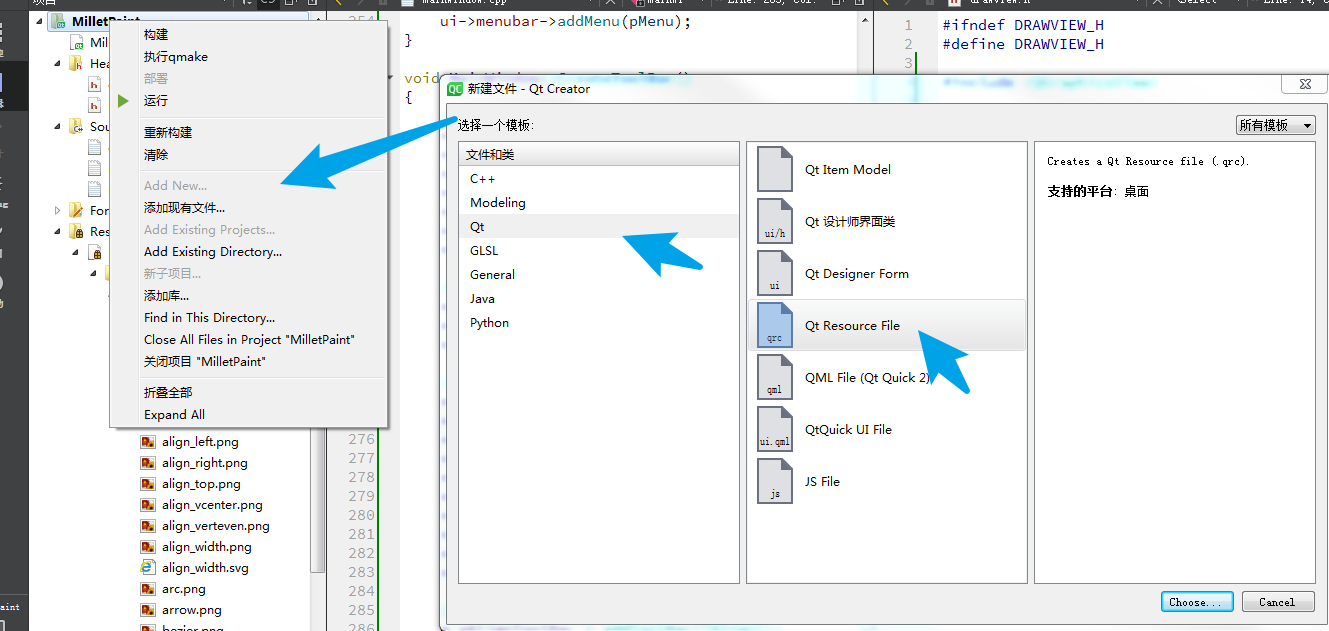 MilletPaint
构建
执行qmake
部署
运行
重新构建
清除
Add New...
添加现有文件...
Add Existing Projects...
Add Existing Directory...
新子项目...
添加库...
Find in This Directory...
Close All Files in Project "MilletPaint"
关闭项目 "MilletPaint"
折叠全部
Expand All
Mil
Hea
Sou
For
Res
align_left.png
align_right.png
align_top.png
align_vcenter.png
align_verteven.png
align_width.png
align_width.svg
arc.png
arrow.png
aint
ui->menubar->addMenu(pMenu);
}
void
{
276
277
278
279
280
281
282
283
284
285
286
1 #ifndef DRAWVIEW_H
2 #define DRAWVIEW_H
3
新建文件 - Qt Creator
选择一个模板:
所有模板
文件和类
C++
Modeling
Qt
GLSL
General
Java
Python
Qt Item Model
ui/h Qt 设计师界面类
ui Qt Designer Form
qrc Qt Resource File
qml QML File (Qt Quick 2)
ui.qml QtQuick UI File
js JS File
Creates a Qt Resource file (.qrc).
支持的平台: 桌面
Choose...
Cancel